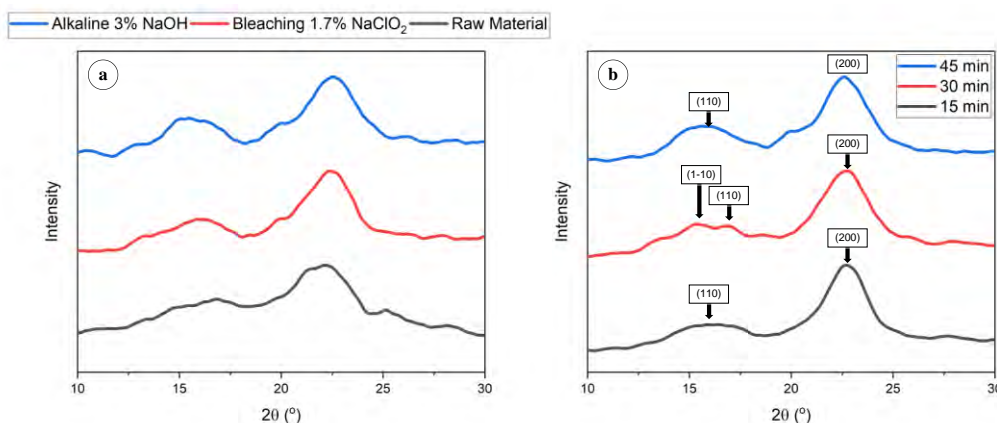 Alkaline 3% NaOH Bleaching 1.7% NaClO₂ Raw Material
a
Intensity
10 15 20 25 30
2θ (º)
b
45 min
30 min
15 min
(200)
(110)
(200)
(1-10)
(110)
(200)
(110)
Intensity
10 15 20 25 30
2θ (º)